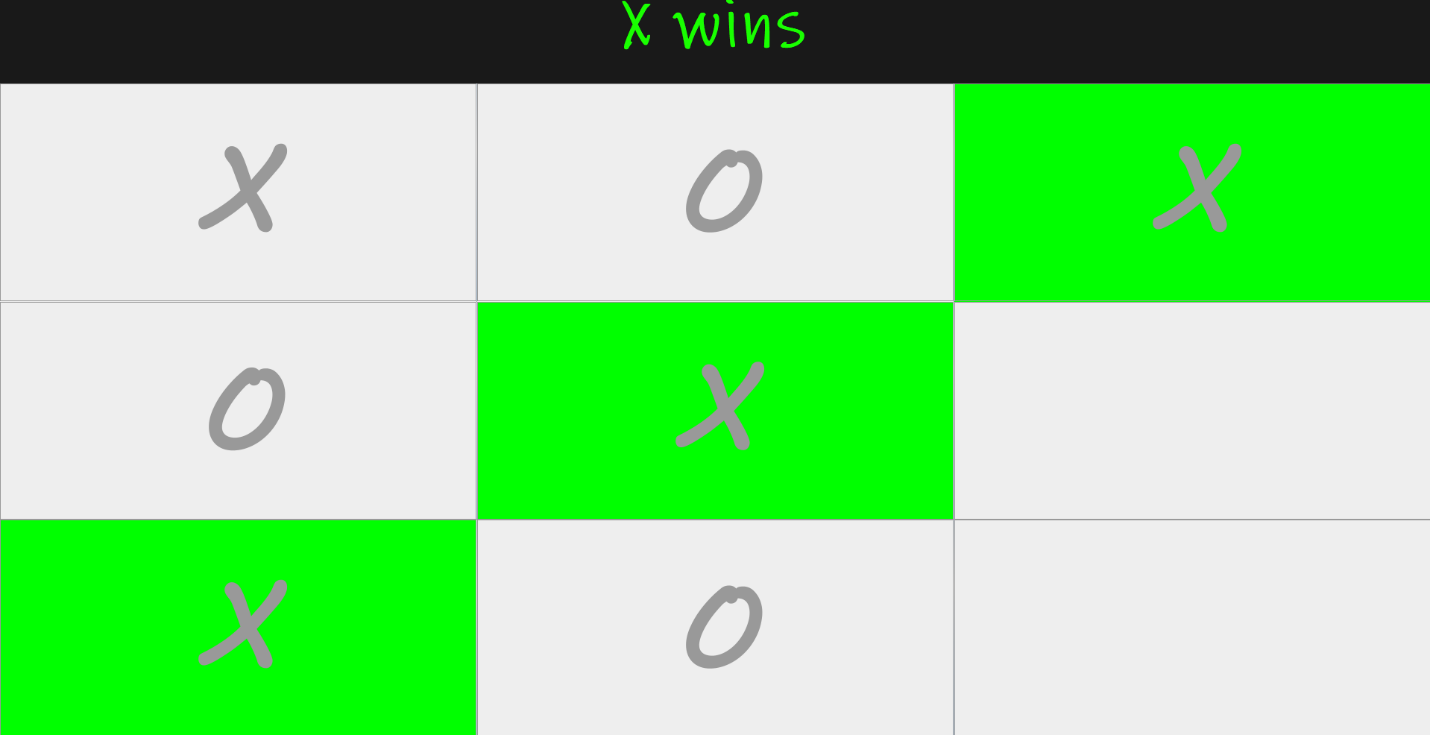 X wins
X O X
O X
X O